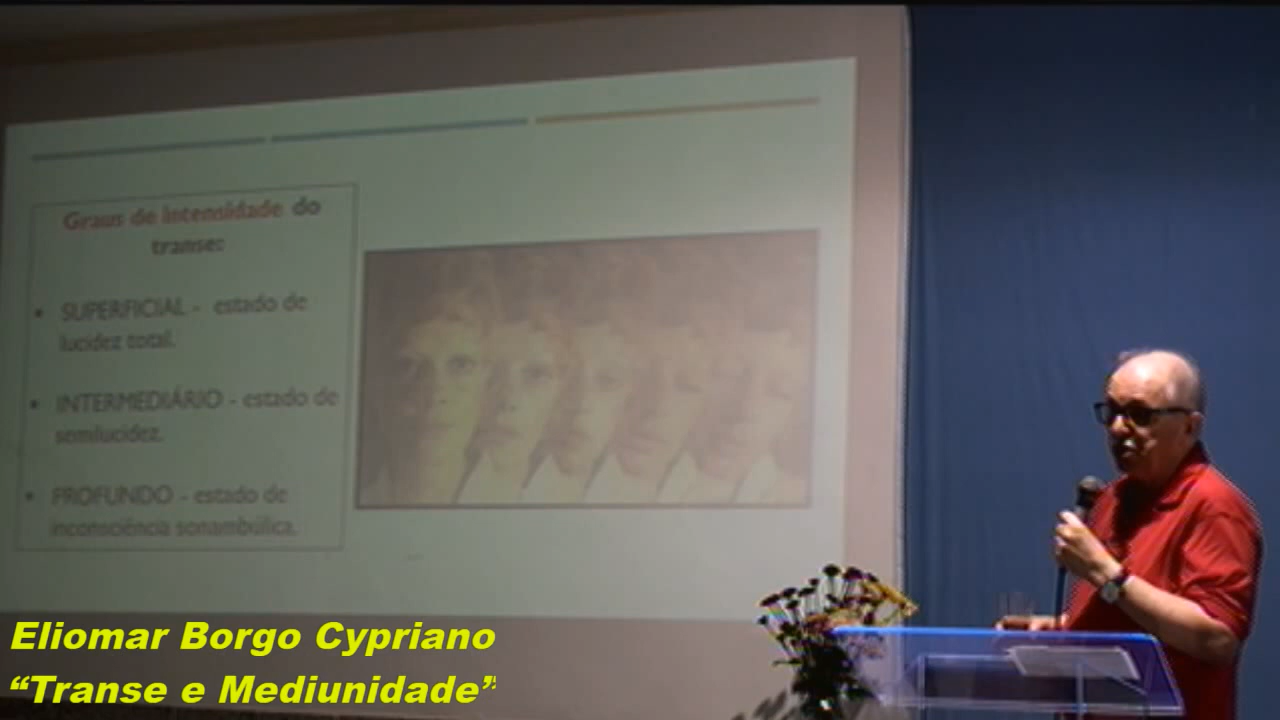 Graus de intensidade do
transe:
• SUPERFICIAL - estado de
lucidez total.
• INTERMEDIÁRIO - estado de
semilucidez.
• PROFUNDO - estado de
inconsciência sonambúlica.
Eliomar Borgo Cypriano
“Transe e Mediunidade”